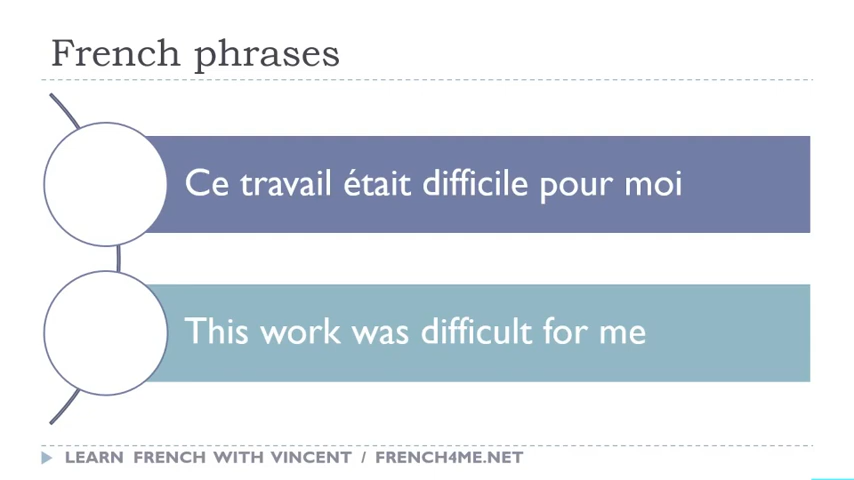 French phrases
Ce travail était difficile pour moi
This work was difficult for me
LEARN FRENCH WITH VINCENT / FRENCH4ME.NET